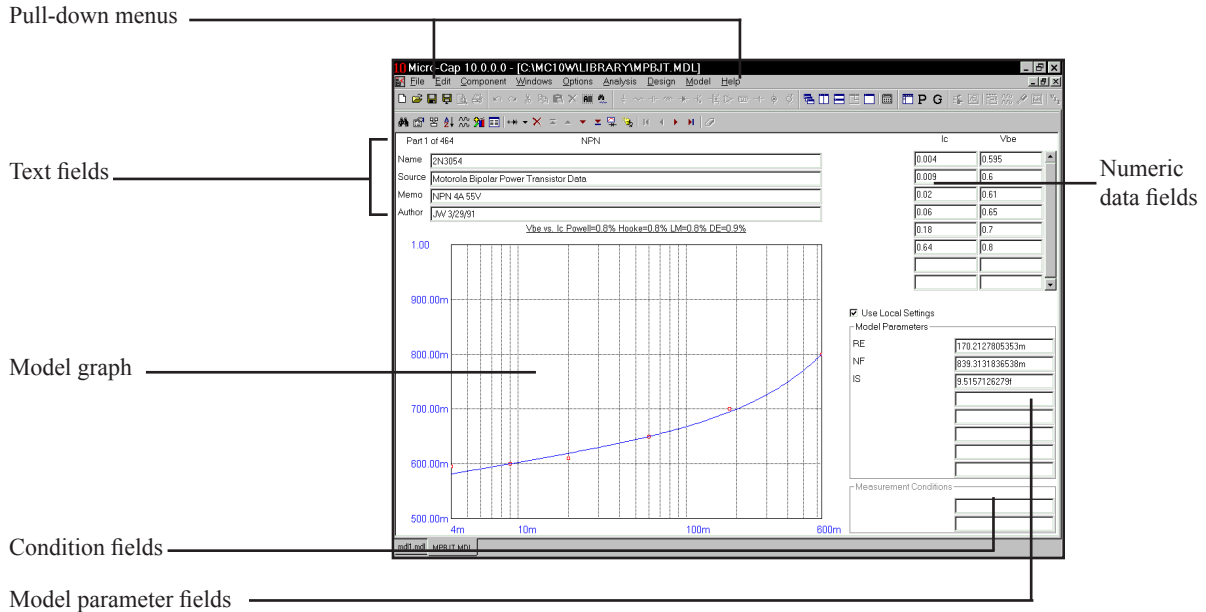 Pull-down menus
10 Micro-Cap 10.0.0.0 - [C:\MC10W\LIBRARY\MPBJT.MDL]
File Edit Component Windows Options Analysis Design Model Help
P G
Part 1 of 464 NPN Ic Vbe
Text fields
Name 2N3054
Source Motorola Bipolar Power Transistor Data
Memo NPN 4A 55V
Author JW 3/29/91
0.004 0.595
0.009 0.6
0.02 0.61
0.06 0.65
0.18 0.7
0.64 0.8
Numeric
data fields
Vbe vs. Ic Powell=0.8% Hooke=0.8% LM=0.8% DE=0.9%
1.00
900.00m
800.00m
700.00m
600.00m
500.00m
4m 10m 100m 600m
Model graph
Use Local Settings
Model Parameters
RE 170.2127805353m
NF 839.3131836538m
IS 9.5157126279f
Measurement Conditions
Condition fields
mdl1.mdl MPBJT.MDL
Model parameter fields